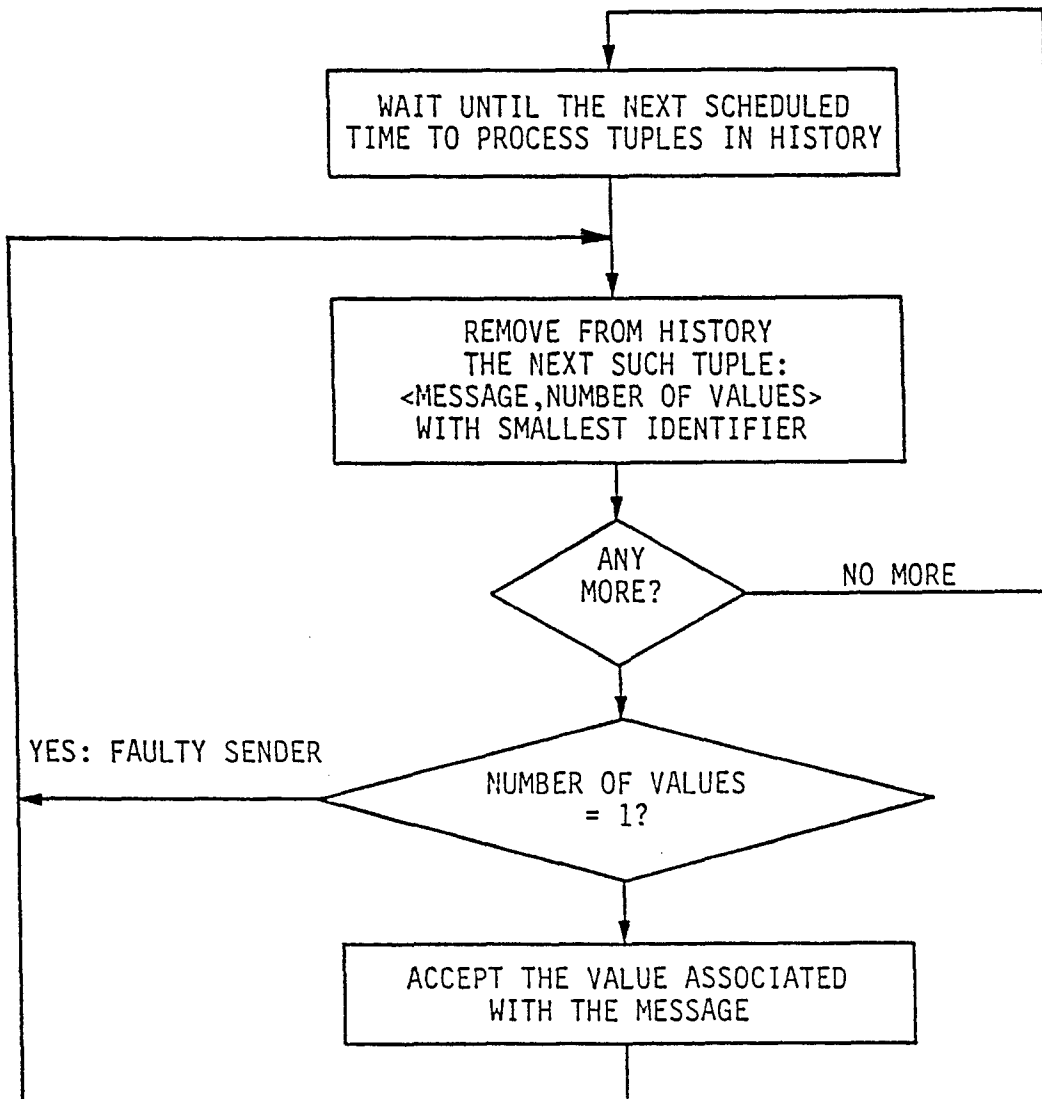 WAIT UNTIL THE NEXT SCHEDULED
TIME TO PROCESS TUPLES IN HISTORY
REMOVE FROM HISTORY
THE NEXT SUCH TUPLE:
<MESSAGE,NUMBER OF VALUES>
WITH SMALLEST IDENTIFIER
ANY
MORE?
NO MORE
YES: FAULTY SENDER
NUMBER OF VALUES
= 1?
ACCEPT THE VALUE ASSOCIATED
WITH THE MESSAGE